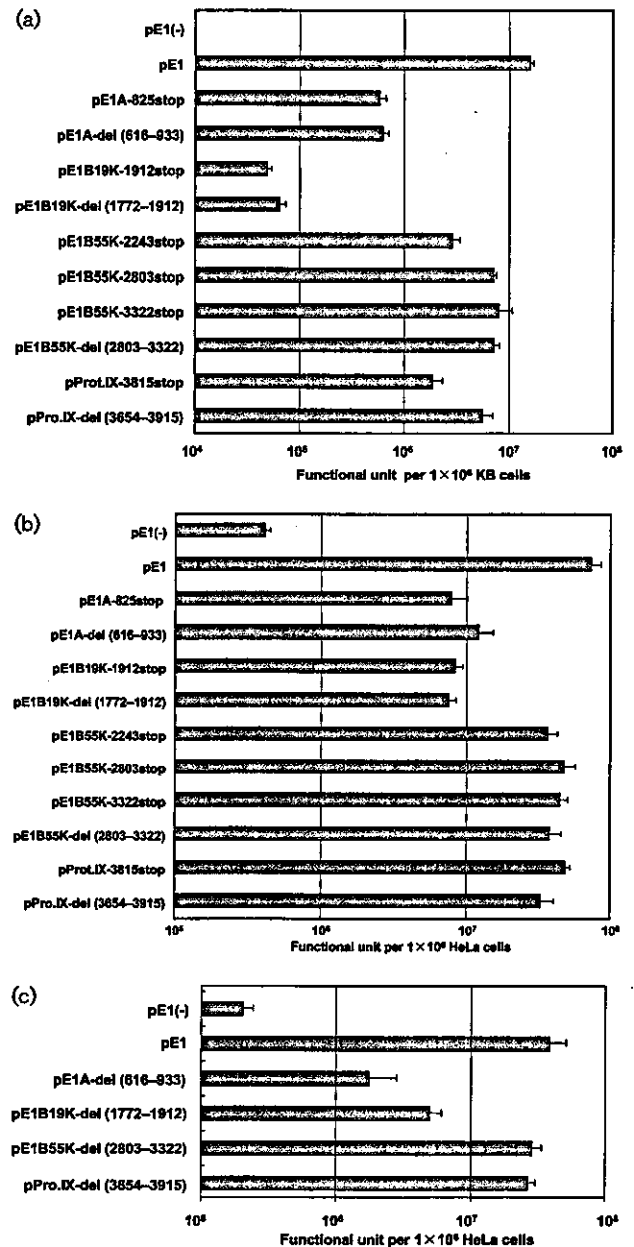 (a)
pE1(-)
pE1
pE1A-825stop
pE1A-del (616–933)
pE1B19K-1912stop
pE1B19K-del (1772–1912)
pE1B55K-2243stop
pE1B55K-2803stop
pE1B55K-3322stop
pE1B55K-del (2803–3322)
pProt.IX-3815stop
pPro.IX-del (3654–3915)
10⁴ 10⁵ 10⁶ 10⁷ 10⁸
Functional unit per 1×10⁶ KB cells
(b)
pE1(-)
pE1
pE1A-825stop
pE1A-del (616–933)
pE1B19K-1912stop
pE1B19K-del (1772–1912)
pE1B55K-2243stop
pE1B55K-2803stop
pE1B55K-3322stop
pE1B55K-del (2803–3322)
pProt.IX-3815stop
pPro.IX-del (3654–3915)
10⁵ 10⁶ 10⁷ 10⁸
Functional unit per 1×10⁶ HeLa cells
(c)
pE1(-)
pE1
pE1A-del (616–933)
pE1B19K-del (1772–1912)
pE1B55K-del (2803–3322)
pPro.IX-del (3654–3915)
10⁵ 10⁶ 10⁷ 10⁸
Functional unit per 1×10⁶ HeLa cells